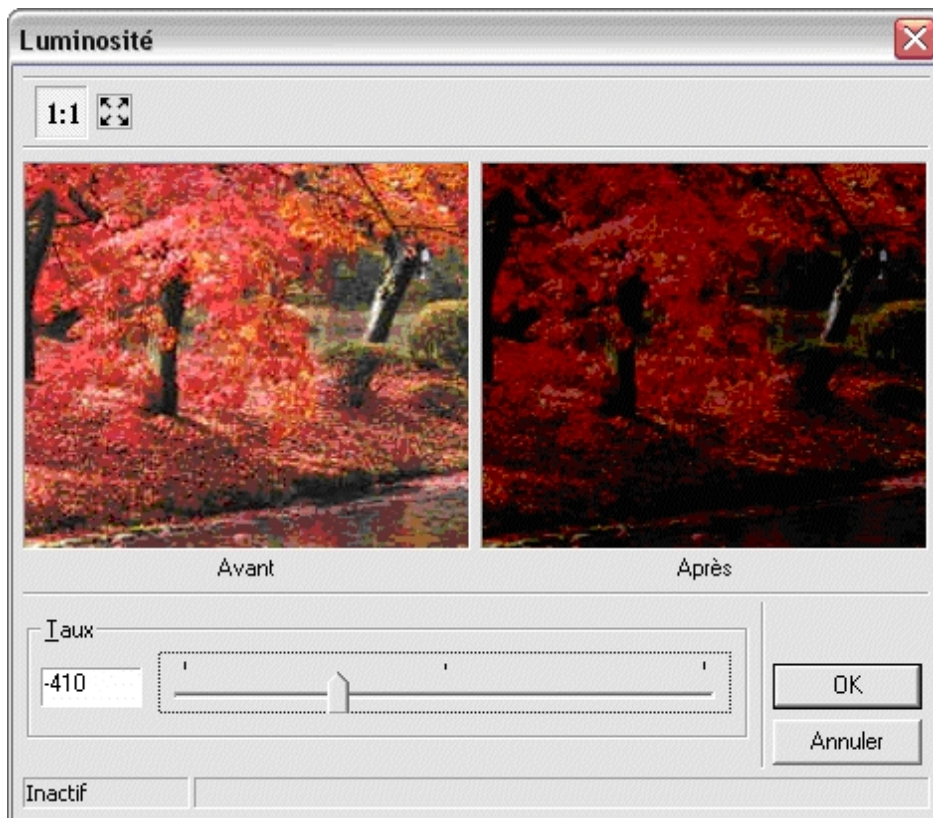 Luminosité
1:1
Avant
Après
Taux
-410
OK
Annuler
Inactif